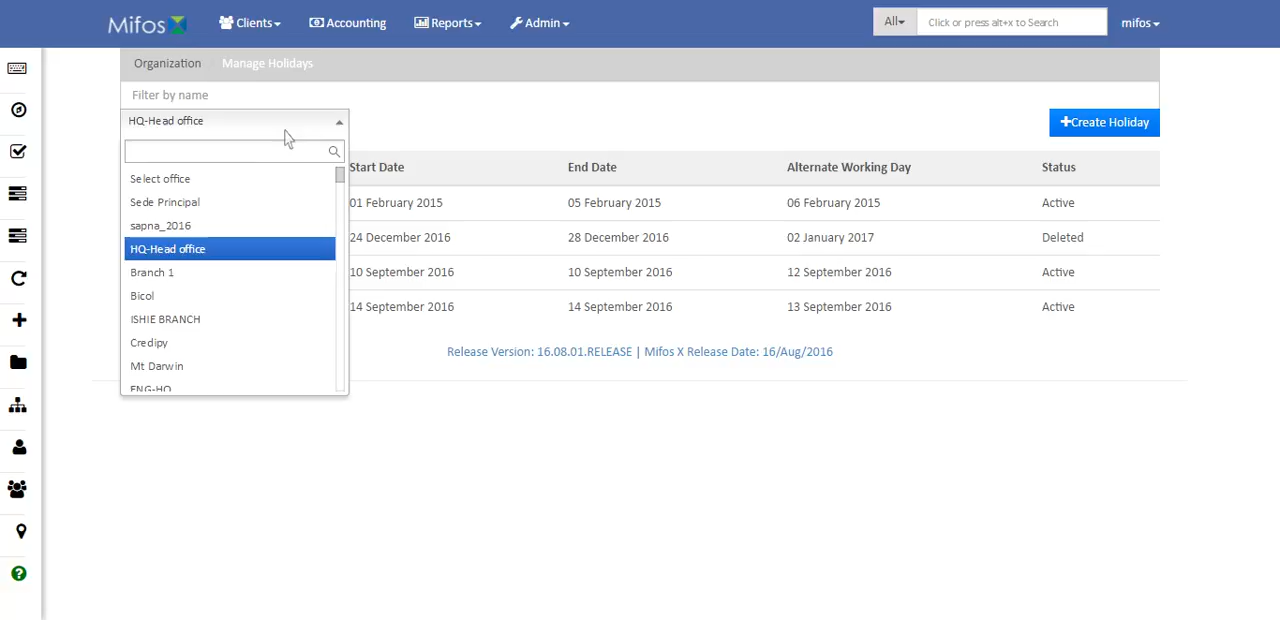 Mifos X Clients Accounting Reports Admin All Click or press alt+x to Search mifos
Organization Manage Holidays
Filter by name
HQ-Head office
+Create Holiday
Start Date End Date Alternate Working Day Status
01 February 2015 05 February 2015 06 February 2015 Active
24 December 2016 28 December 2016 02 January 2017 Deleted
10 September 2016 10 September 2016 12 September 2016 Active
14 September 2016 14 September 2016 13 September 2016 Active
Select office
Sede Principal
sapna_2016
HQ-Head office
Branch 1
Bicol
ISHIE BRANCH
Credipy
Mt Darwin
ENG-HO
Release Version: 16.08.01.RELEASE | Mifos X Release Date: 16/Aug/2016